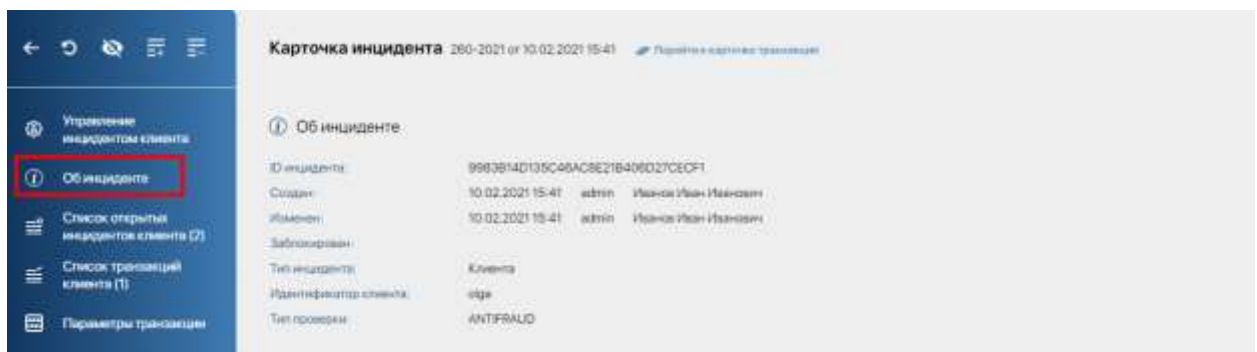 Карточка инцидента 260-2021 от 10.02.2021 15:41 Перейти в карточку транзакции
Управление
инцидентом клиента
Об инциденте
Список открытых
инцидентов клиента (2)
Список транзакций
клиента (1)
Параметры транзакции
Об инциденте
ID инцидента:
Создан: 10.02.2021 15:41 admin Иванов Иван Иванович
Изменен: 10.02.2021 15:41 admin Иванов Иван Иванович
Заблокирован:
Тип инцидента: Клиента
Идентификатор клиента: olga
Тип проверки: ANTIFRAUD